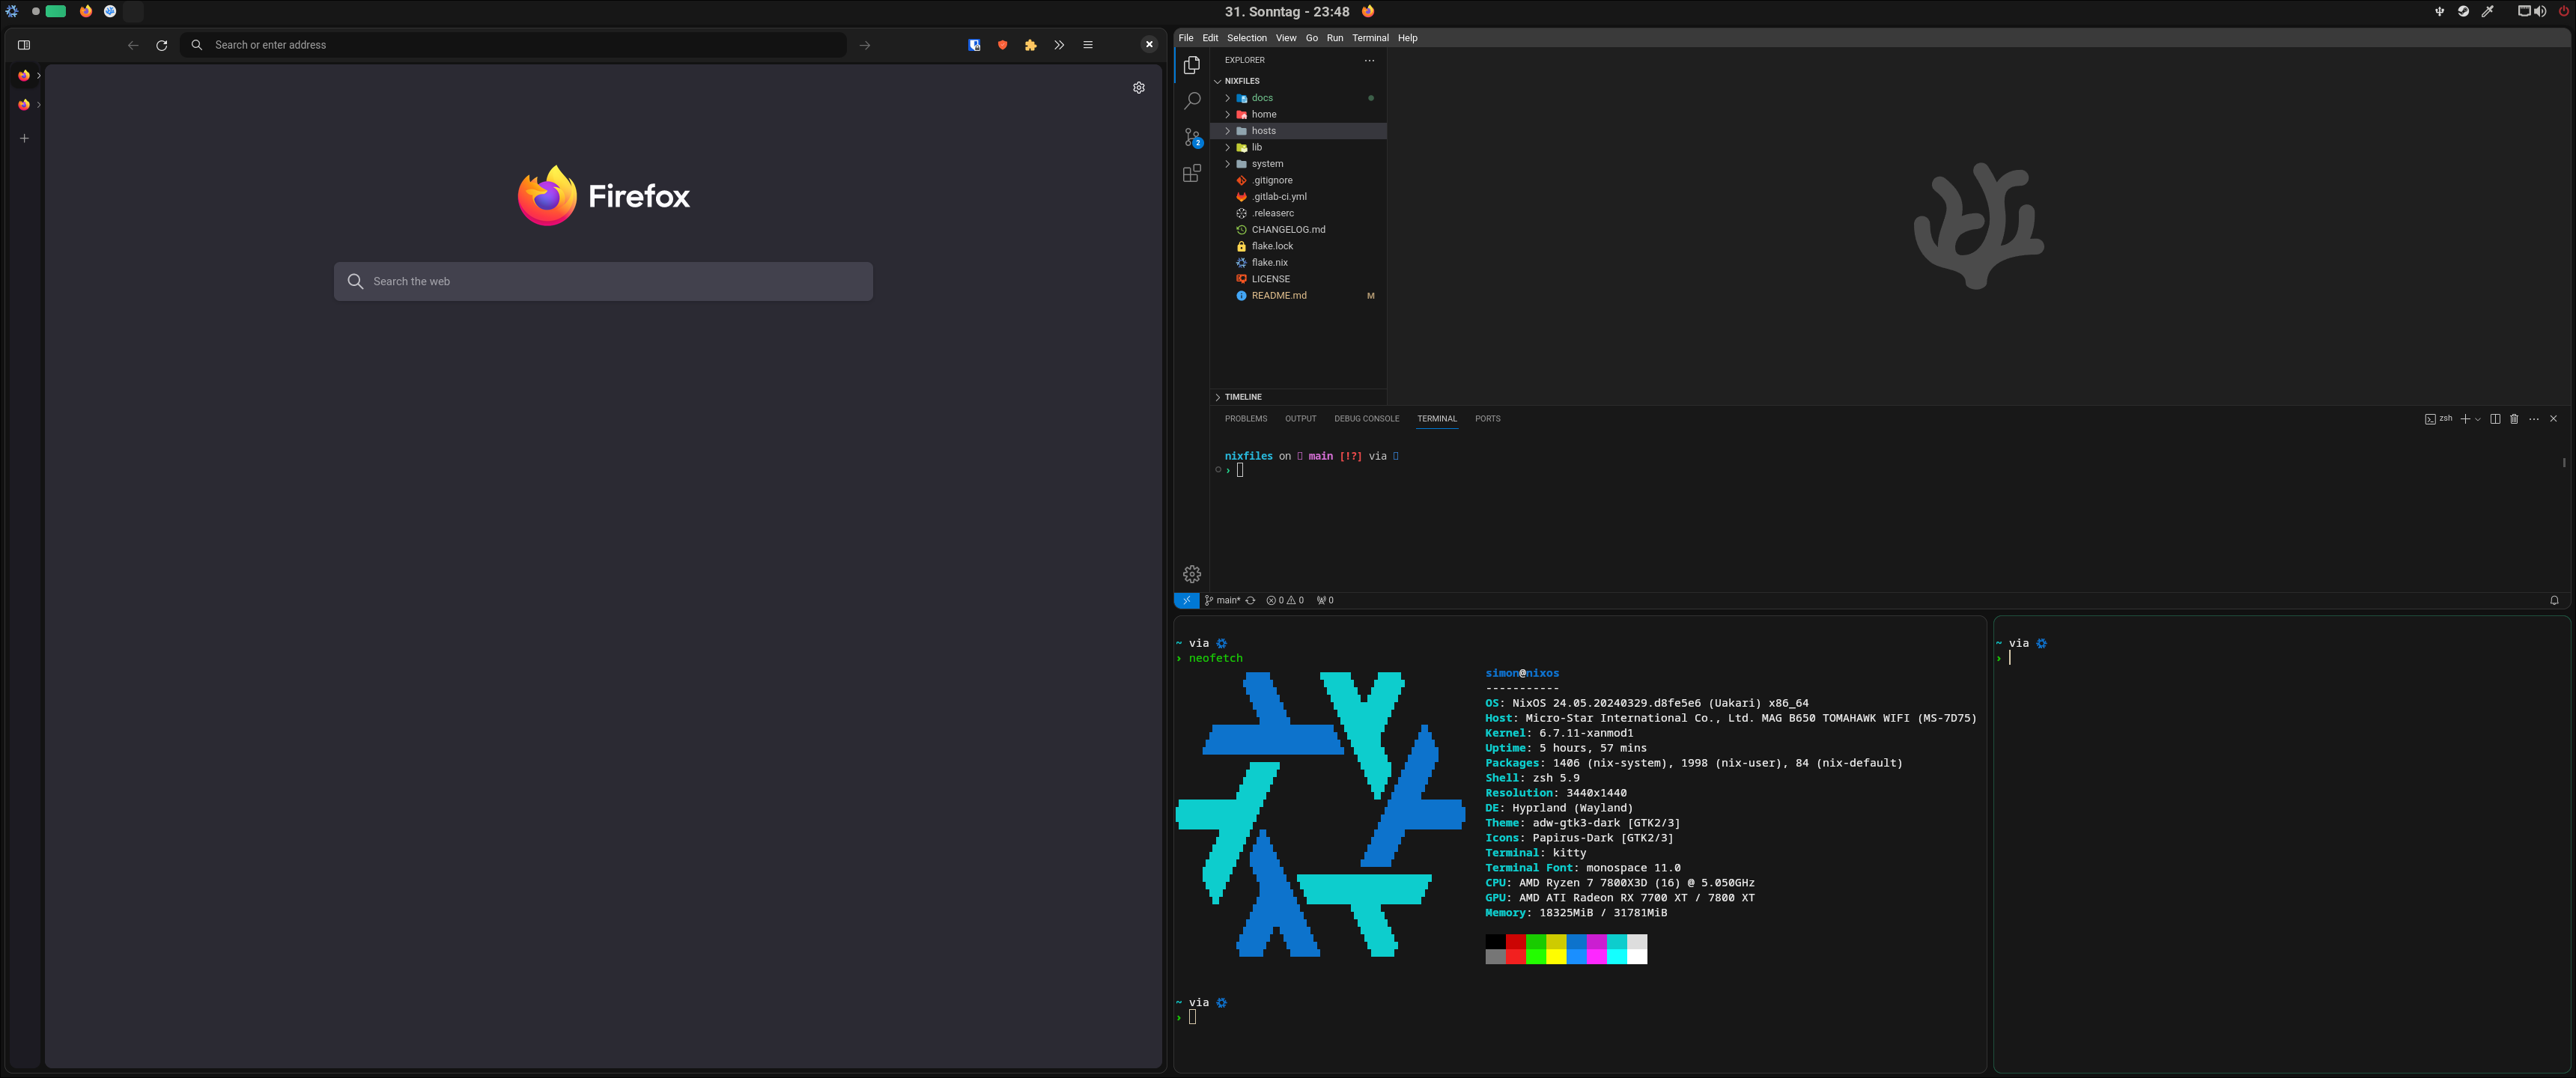 31. Sonntag - 23:48
Search or enter address
Firefox
Search the web
File Edit Selection View Go Run Terminal Help
EXPLORER
NIXFILES
docs
home
hosts
lib
system
.gitignore
.gitlab-ci.yml
.releaserc
CHANGELOG.md
flake.lock
flake.nix
LICENSE
README.md M
2
TIMELINE
PROBLEMS OUTPUT DEBUG CONSOLE TERMINAL PORTS
zsh
nixfiles on main [!?] via
›
main* 0 0 0
~ via
› neofetch
simon@nixos
-----------
OS: NixOS 24.05.20240329.d8fe5e6 (Uakari) x86_64
Host: Micro-Star International Co., Ltd. MAG B650 TOMAHAWK WIFI (MS-7D75)
Kernel: 6.7.11-xanmod1
Uptime: 5 hours, 57 mins
Packages: 1406 (nix-system), 1998 (nix-user), 84 (nix-default)
Shell: zsh 5.9
Resolution: 3440x1440
DE: Hyprland (Wayland)
Theme: adw-gtk3-dark [GTK2/3]
Icons: Papirus-Dark [GTK2/3]
Terminal: kitty
Terminal Font: monospace 11.0
CPU: AMD Ryzen 7 7800X3D (16) @ 5.050GHz
GPU: AMD ATI Radeon RX 7700 XT / 7800 XT
Memory: 18325MiB / 31781MiB
~ via
›
~ via
›